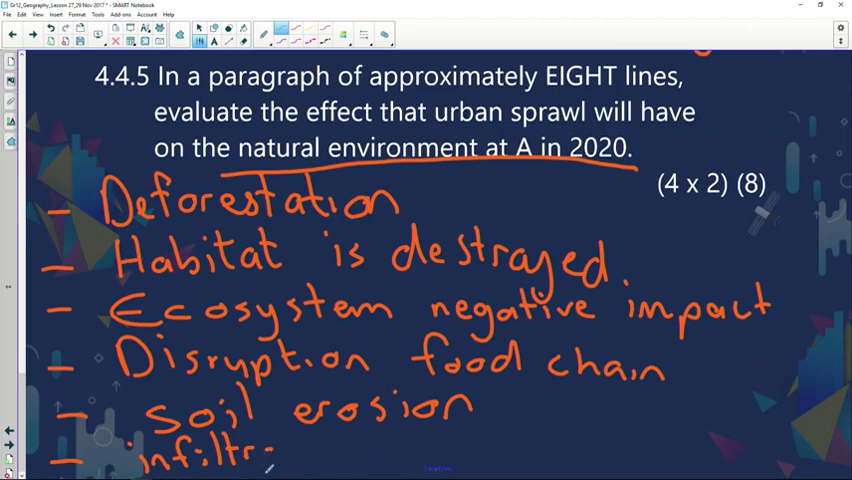 Gr12_Geography_Lesson 27_29 Nov 2017 * - SMART Notebook
File Edit View Insert Format Tools Add-ons Account Help
4.4.5 In a paragraph of approximately EIGHT lines,
evaluate the effect that urban sprawl will have
on the natural environment at A in 2020.
(4 x 2) (8)
- Deforestation
- Habitat is destrayed
- Ecosystem negative impact
- Disruption food chain
- Soil erosion
- infiltr